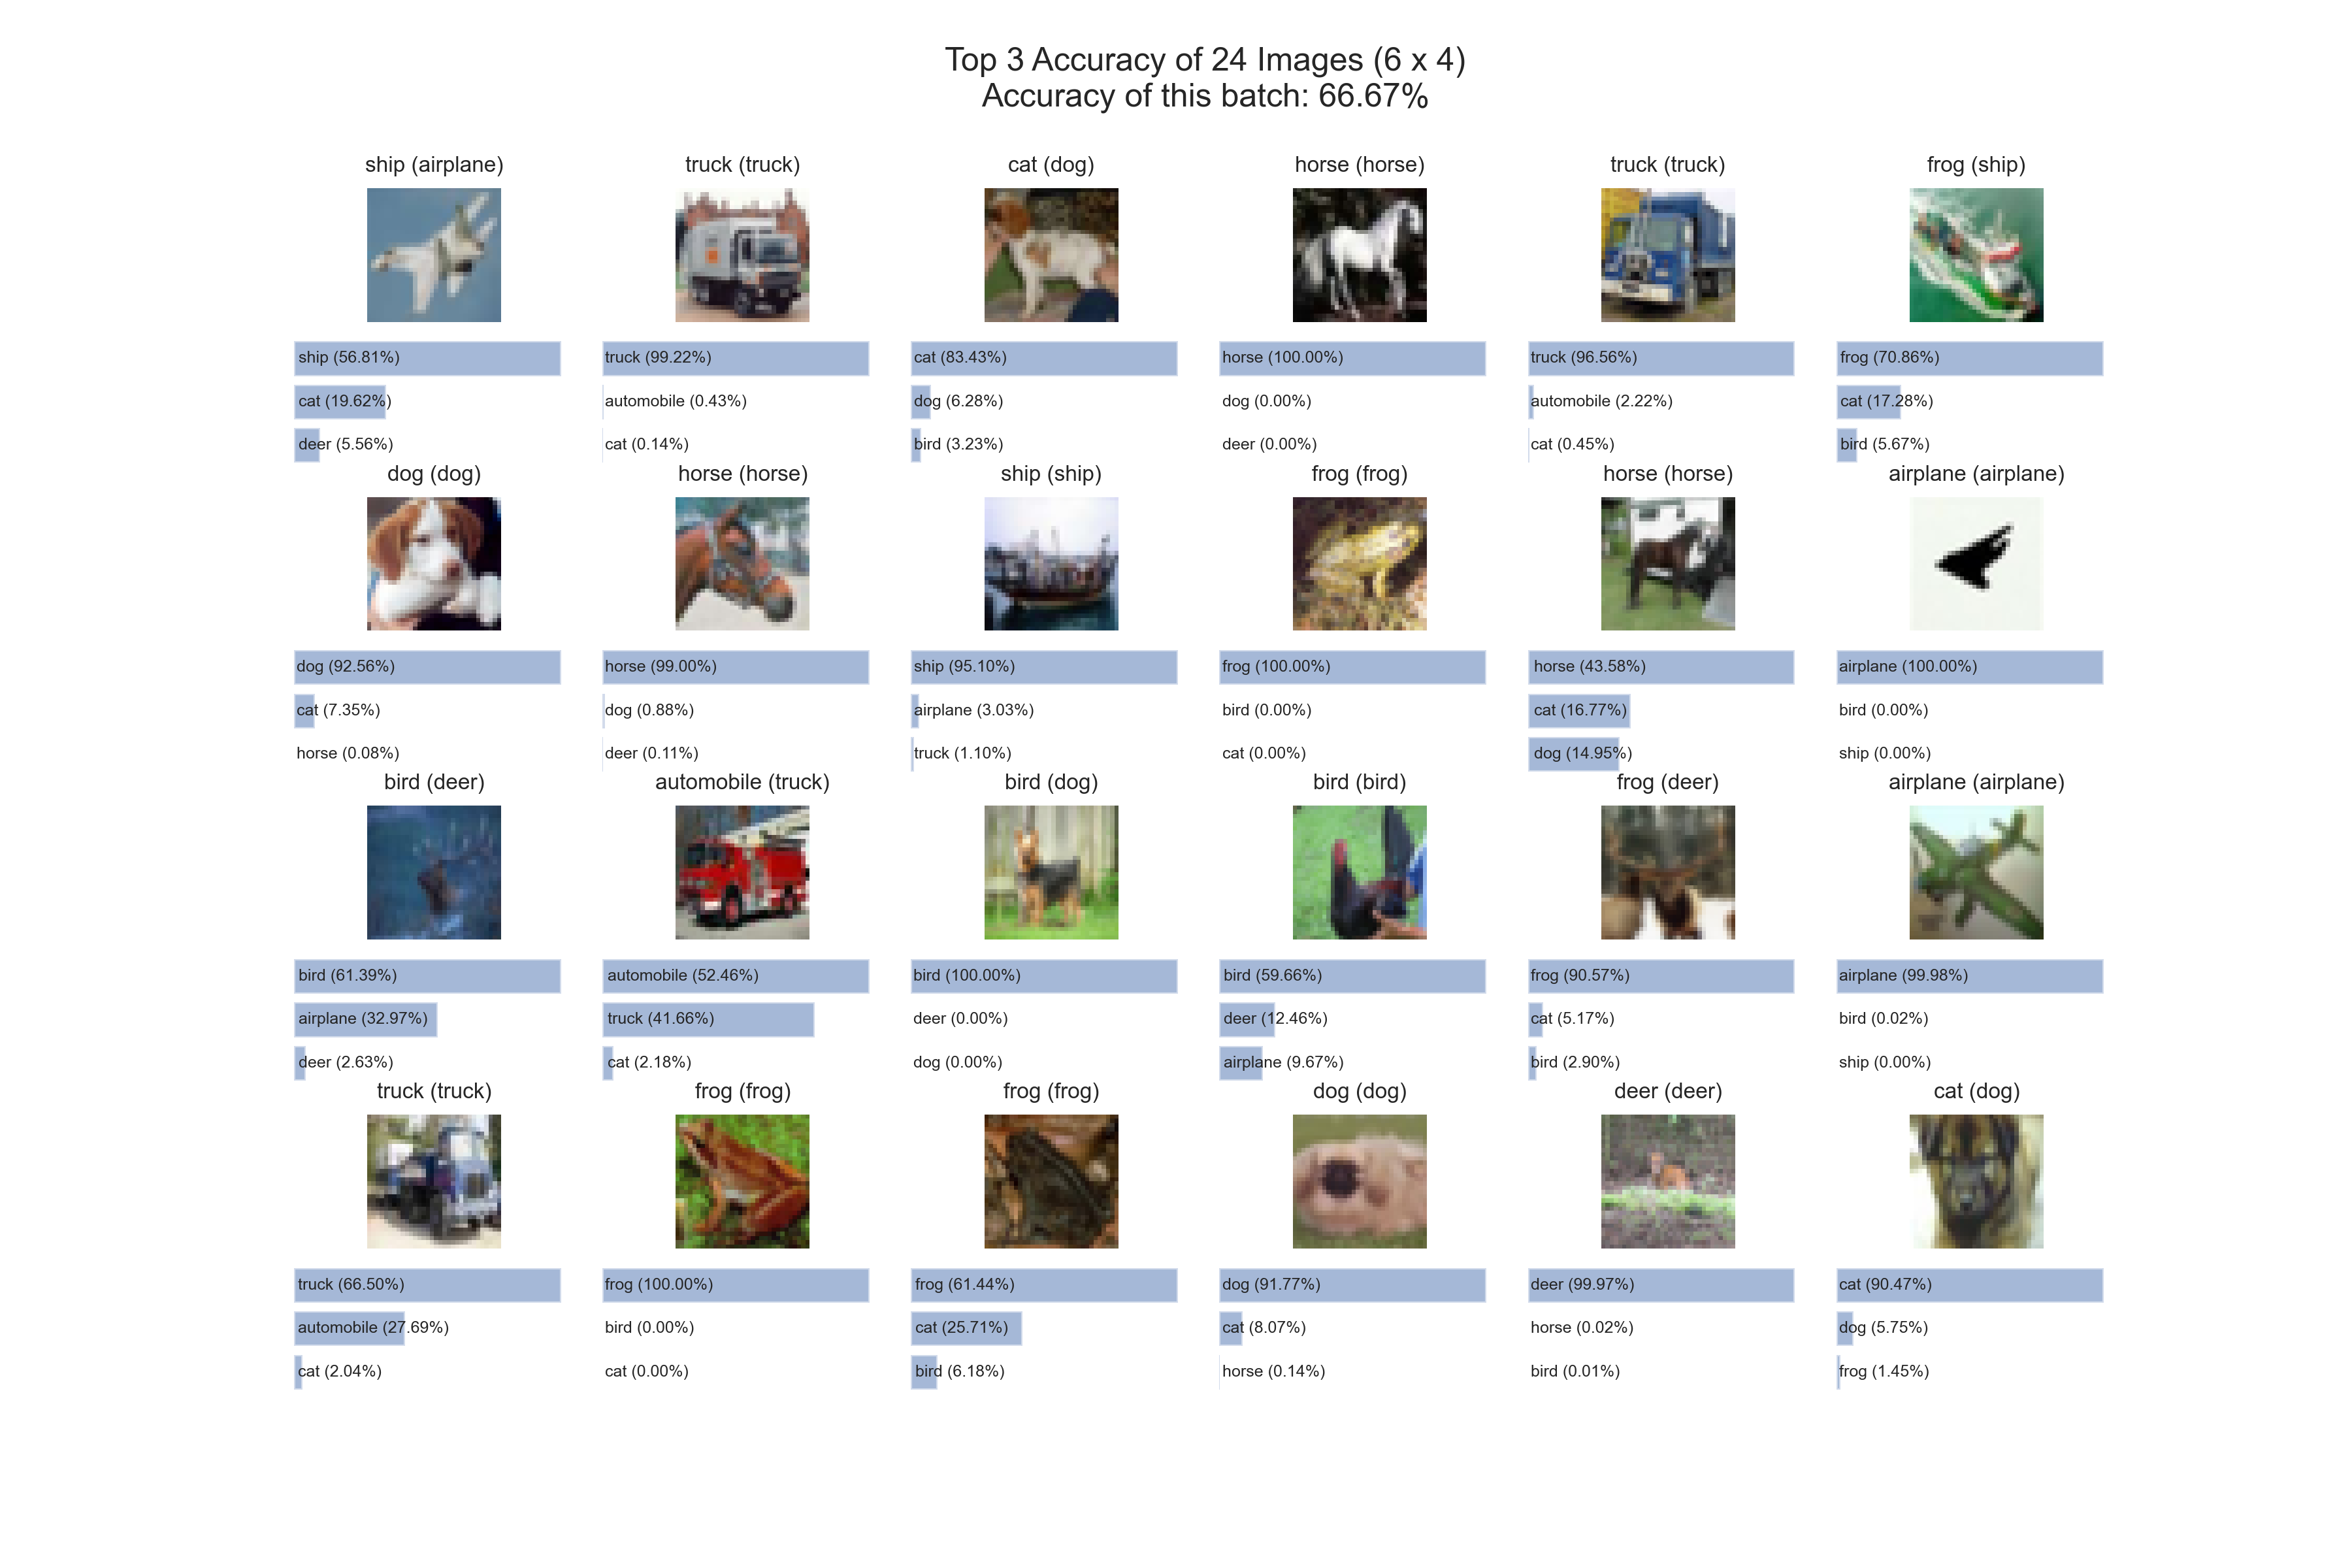 Top 3 Accuracy of 24 Images (6 x 4)
Accuracy of this batch: 66.67%
ship (airplane)
ship (56.81%)
cat (19.62%)
deer (5.56%)
truck (truck)
truck (99.22%)
automobile (0.43%)
cat (0.14%)
cat (dog)
cat (83.43%)
dog (6.28%)
bird (3.23%)
horse (horse)
horse (100.00%)
dog (0.00%)
deer (0.00%)
truck (truck)
truck (96.56%)
automobile (2.22%)
cat (0.45%)
frog (ship)
frog (70.86%)
cat (17.28%)
bird (5.67%)
dog (dog)
dog (92.56%)
cat (7.35%)
horse (0.08%)
horse (horse)
horse (99.00%)
dog (0.88%)
deer (0.11%)
ship (ship)
ship (95.10%)
airplane (3.03%)
truck (1.10%)
frog (frog)
frog (100.00%)
bird (0.00%)
cat (0.00%)
horse (horse)
horse (43.58%)
cat (16.77%)
dog (14.95%)
airplane (airplane)
airplane (100.00%)
bird (0.00%)
ship (0.00%)
bird (deer)
bird (61.39%)
airplane (32.97%)
deer (2.63%)
automobile (truck)
automobile (52.46%)
truck (41.66%)
cat (2.18%)
bird (dog)
bird (100.00%)
deer (0.00%)
dog (0.00%)
bird (bird)
bird (59.66%)
deer (12.46%)
airplane (9.67%)
frog (deer)
frog (90.57%)
cat (5.17%)
bird (2.90%)
airplane (airplane)
airplane (99.98%)
bird (0.02%)
ship (0.00%)
truck (truck)
truck (66.50%)
automobile (27.69%)
cat (2.04%)
frog (frog)
frog (100.00%)
bird (0.00%)
cat (0.00%)
frog (frog)
frog (61.44%)
cat (25.71%)
bird (6.18%)
dog (dog)
dog (91.77%)
cat (8.07%)
horse (0.14%)
deer (deer)
deer (99.97%)
horse (0.02%)
bird (0.01%)
cat (dog)
cat (90.47%)
dog (5.75%)
frog (1.45%)